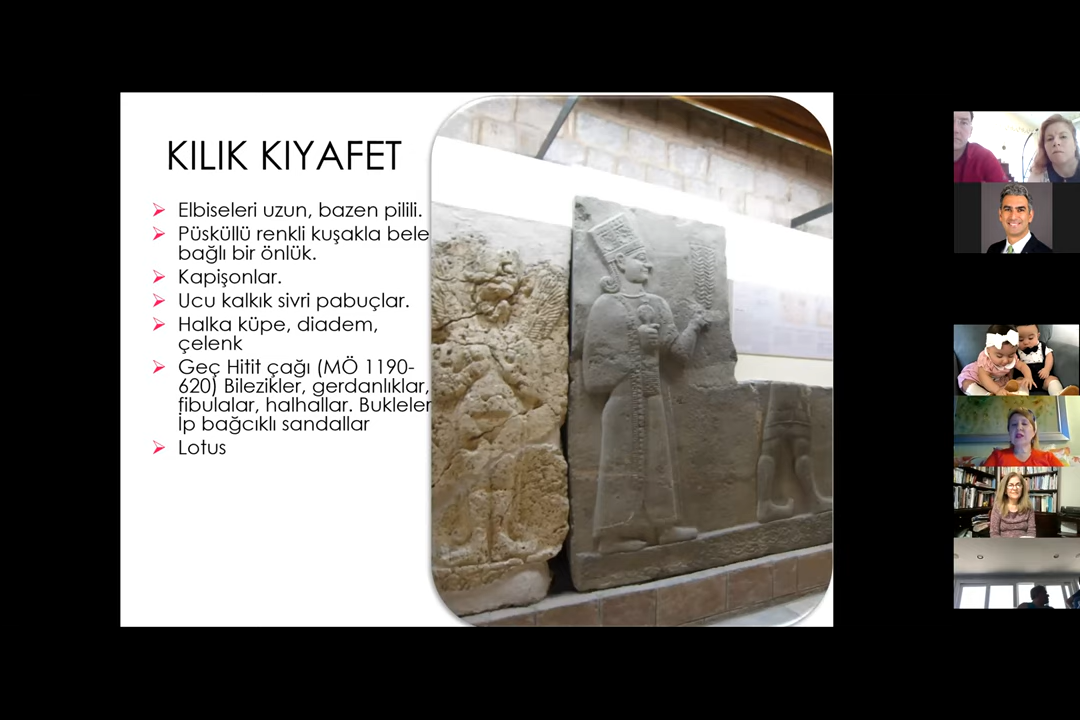 KILIK KIYAFET
Elbiseleri uzun, bazen pilili.
Püsküllü renkli kuşakla bele
bağlı bir önlük.
Kapişonlar.
Ucu kalkık sivri pabuçlar.
Halka küpe, diadem,
çelenk
Geç Hitit çağı (MÖ 1190-
620) Bilezikler, gerdanlıklar,
fibulalar, halhallar. Bukleler
İp bağcıklı sandallar
Lotus